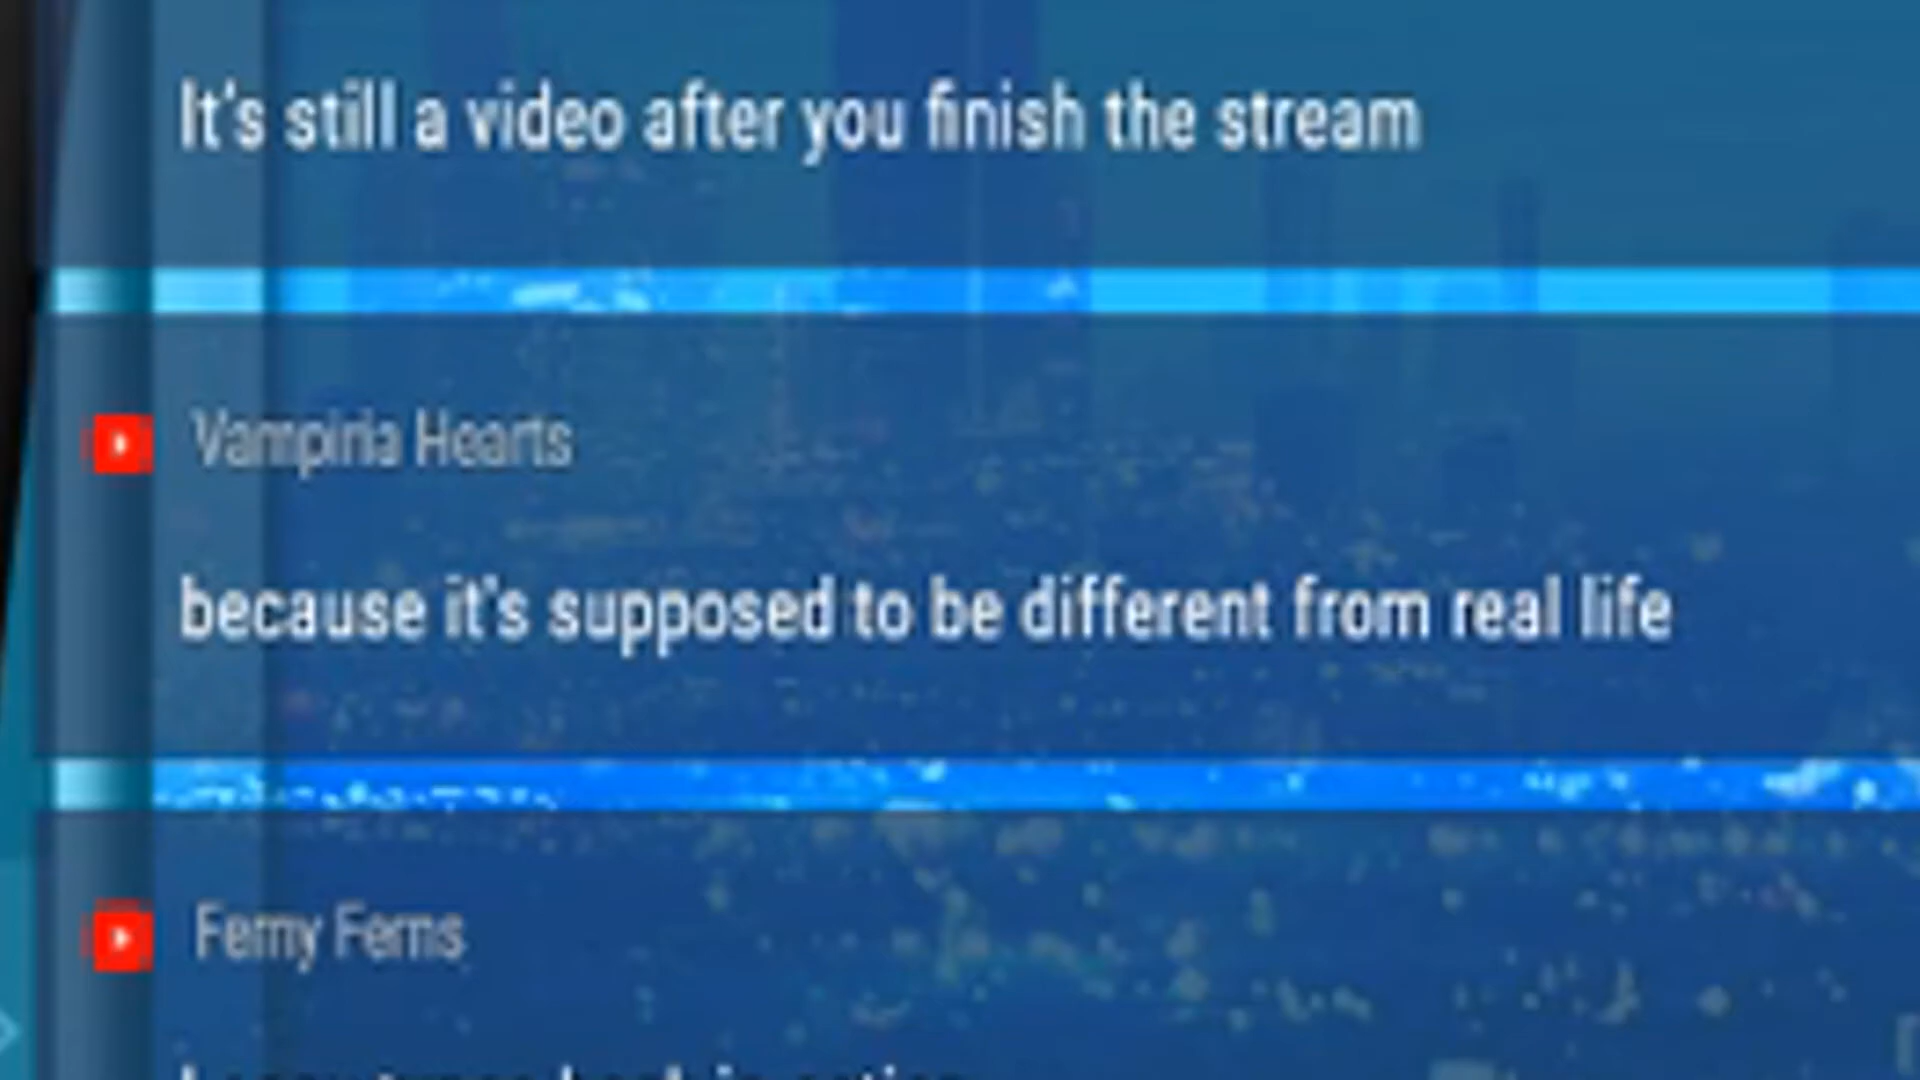 It's still a video after you finish the stream
Vampiria Hearts
because it's supposed to be different from real life
Ferny Ferns